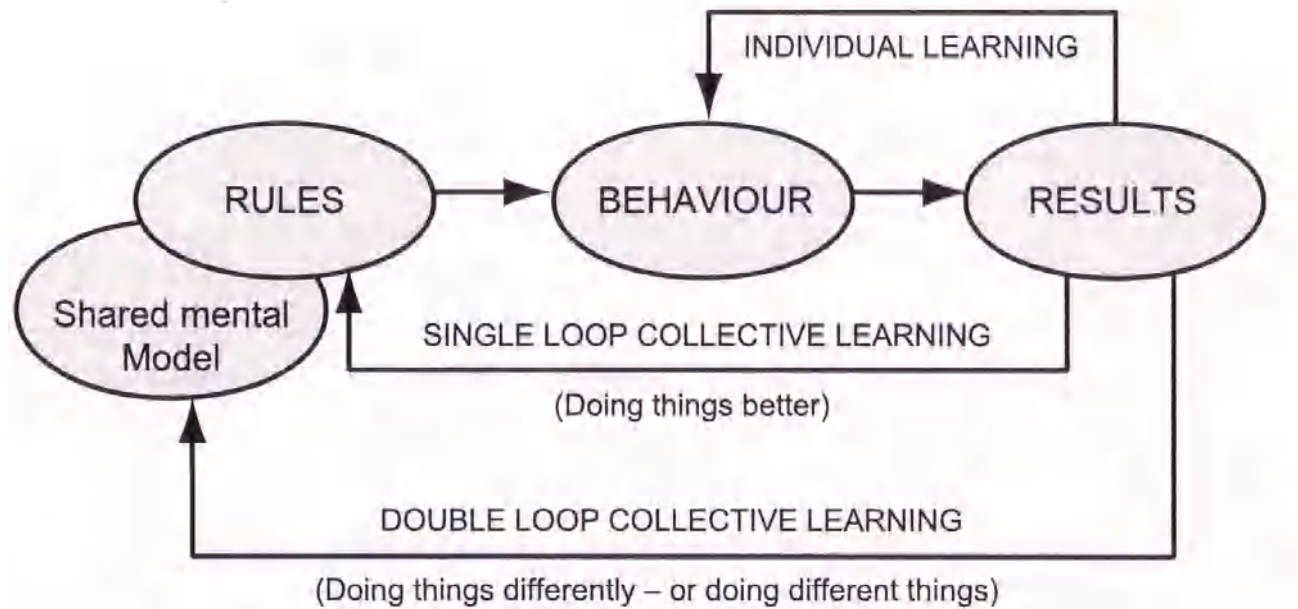 INDIVIDUAL LEARNING
RULES
BEHAVIOUR
RESULTS
Shared mental
Model
SINGLE LOOP COLLECTIVE LEARNING
(Doing things better)
DOUBLE LOOP COLLECTIVE LEARNING
(Doing things differently – or doing different things)